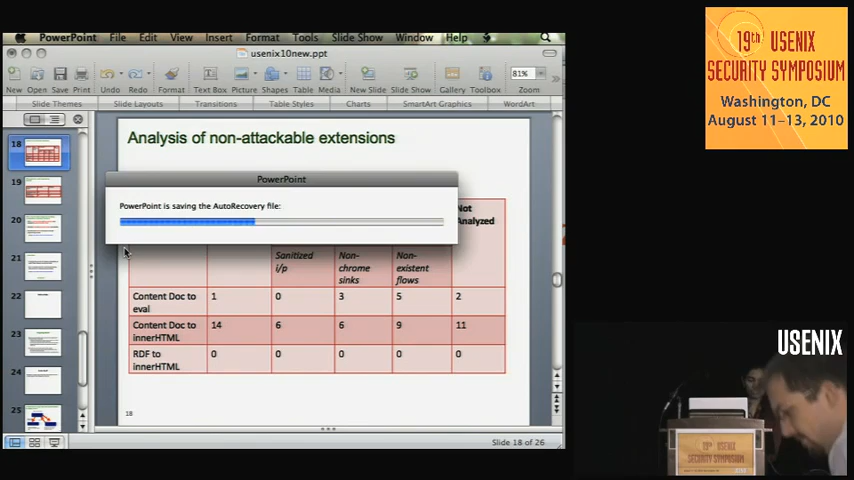 PowerPoint File Edit View Insert Format Tools Slide Show Window Help
usenix10new.ppt
New Open Save Print Undo Redo Format Text Box Picture Shapes Table Media New Slide Slide Show Gallery Toolbox Zoom
81%
Slide Themes Slide Layouts Transitions Table Styles Charts SmartArt Graphics WordArt
18
19
20
21
22
23
24
25
Analysis of non-attackable extensions
PowerPoint
PowerPoint is saving the AutoRecovery file:
Not
Analyzed
Sanitized
i/p
Non-
chrome
sinks
Non-
existent
flows
Content Doc to
eval
1 0 3 5 2
Content Doc to
innerHTML
14 6 6 9 11
RDF to
innerHTML
0 0 0 0 0
18
Slide 18 of 26
19th USENIX
SECURITY SYMPOSIUM
Washington, DC
August 11–13, 2010
USENIX
19th USENIX
SECURITY SYMPOSIUM